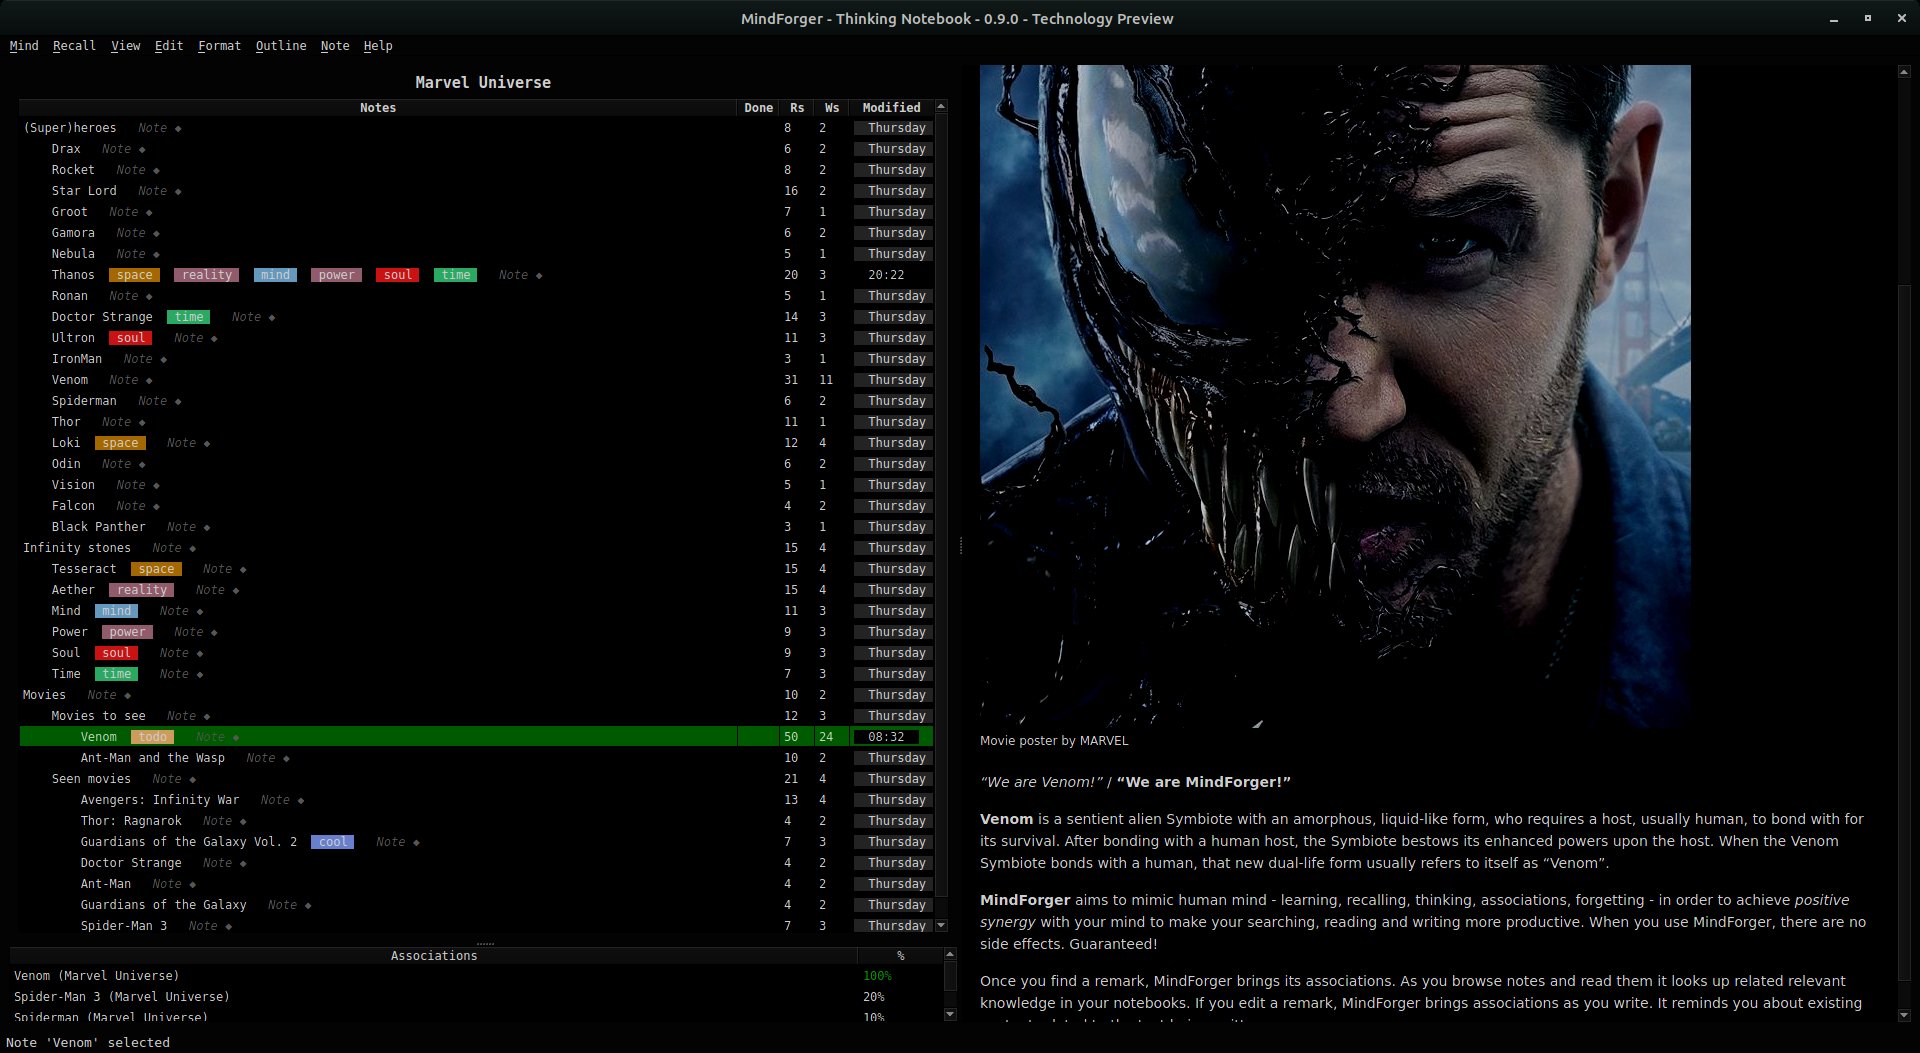 MindForger - Thinking Notebook - 0.9.0 - Technology Preview
Mind Recall View Edit Format Outline Note Help
Marvel Universe
Notes Done Rs Ws Modified
(Super)heroes Note 8 2 Thursday
Drax Note 6 2 Thursday
Rocket Note 8 2 Thursday
Star Lord Note 16 2 Thursday
Groot Note 7 1 Thursday
Gamora Note 6 2 Thursday
Nebula Note 5 1 Thursday
Thanos space reality mind power soul time Note 20 3 20:22
Ronan Note 5 1 Thursday
Doctor Strange time Note 14 3 Thursday
Ultron soul Note 11 3 Thursday
IronMan Note 3 1 Thursday
Venom Note 31 11 Thursday
Spiderman Note 6 2 Thursday
Thor Note 11 1 Thursday
Loki space Note 12 4 Thursday
Odin Note 6 2 Thursday
Vision Note 5 1 Thursday
Falcon Note 4 2 Thursday
Black Panther Note 3 1 Thursday
Infinity stones Note 15 4 Thursday
Tesseract space Note 15 4 Thursday
Aether reality Note 15 4 Thursday
Mind mind Note 11 3 Thursday
Power power Note 9 3 Thursday
Soul soul Note 9 3 Thursday
Time time Note 7 3 Thursday
Movies Note 10 2 Thursday
Movies to see Note 12 3 Thursday
Venom todo Note 50 24 08:32
Ant-Man and the Wasp Note 10 2 Thursday
Seen movies Note 21 4 Thursday
Avengers: Infinity War Note 13 4 Thursday
Thor: Ragnarok Note 4 2 Thursday
Guardians of the Galaxy Vol. 2 cool Note 7 3 Thursday
Doctor Strange Note 4 2 Thursday
Ant-Man Note 4 2 Thursday
Guardians of the Galaxy Note 4 2 Thursday
Spider-Man 3 Note 7 3 Thursday
Associations %
Venom (Marvel Universe) 100%
Spider-Man 3 (Marvel Universe) 20%
Spiderman (Marvel Universe) 10%
Movie poster by MARVEL
“We are Venom!” / “We are MindForger!”
Venom is a sentient alien Symbiote with an amorphous, liquid-like form, who requires a host, usually human, to bond with for
its survival. After bonding with a human host, the Symbiote bestows its enhanced powers upon the host. When the Venom
Symbiote bonds with a human, that new dual-life form usually refers to itself as “Venom”.
MindForger aims to mimic human mind - learning, recalling, thinking, associations, forgetting - in order to achieve positive
synergy with your mind to make your searching, reading and writing more productive. When you use MindForger, there are no
side effects. Guaranteed!
Once you find a remark, MindForger brings its associations. As you browse notes and read them it looks up related relevant
knowledge in your notebooks. If you edit a remark, MindForger brings associations as you write. It reminds you about existing
Note 'Venom' selected